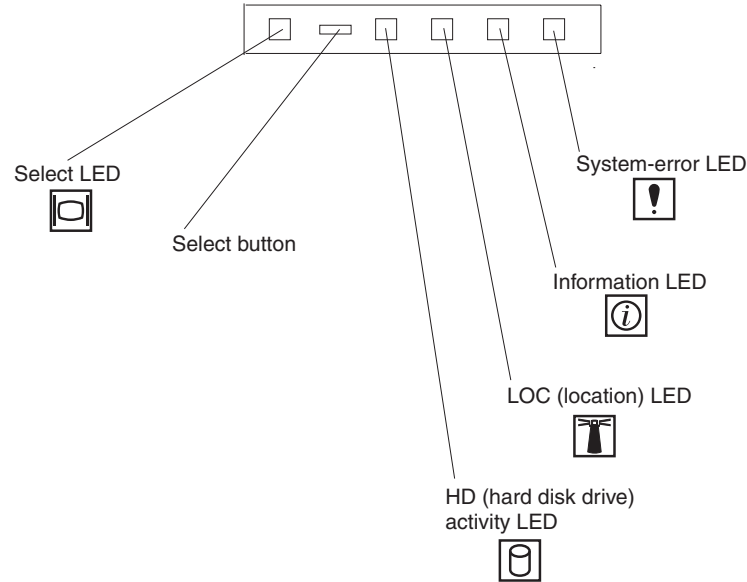 Select LED
Select button
System-error LED
Information LED
LOC (location) LED
HD (hard disk drive)
activity LED